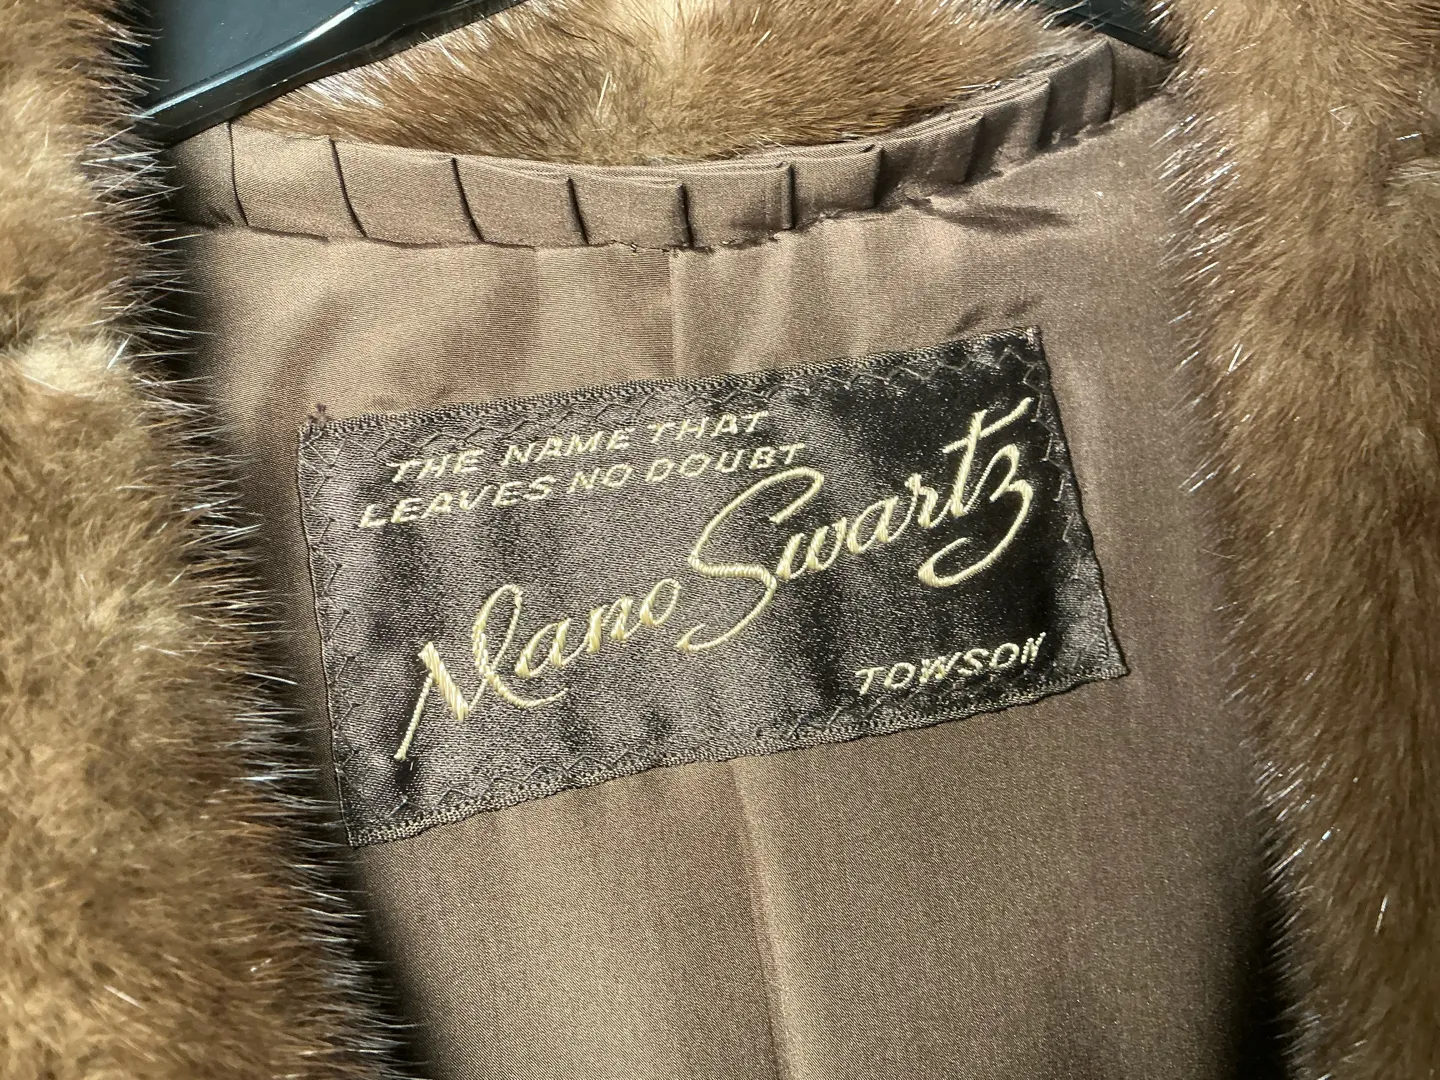 THE NAME THAT
LEAVES NO DOUBT
Mano Swartz
TOWSON